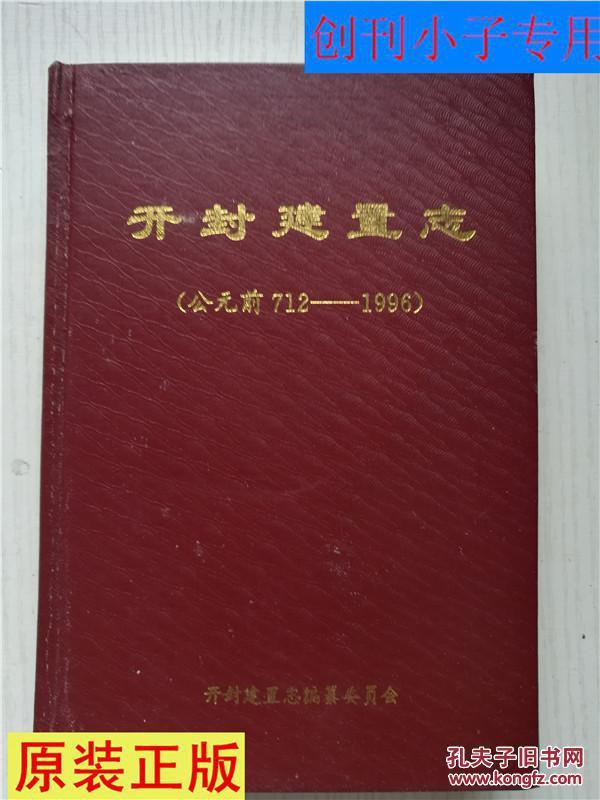 创刊小子专用
开封建置志
(公元前712——1996)
开封建置志编纂委员会
原装正版
孔夫子旧书网
www.kongfz.com